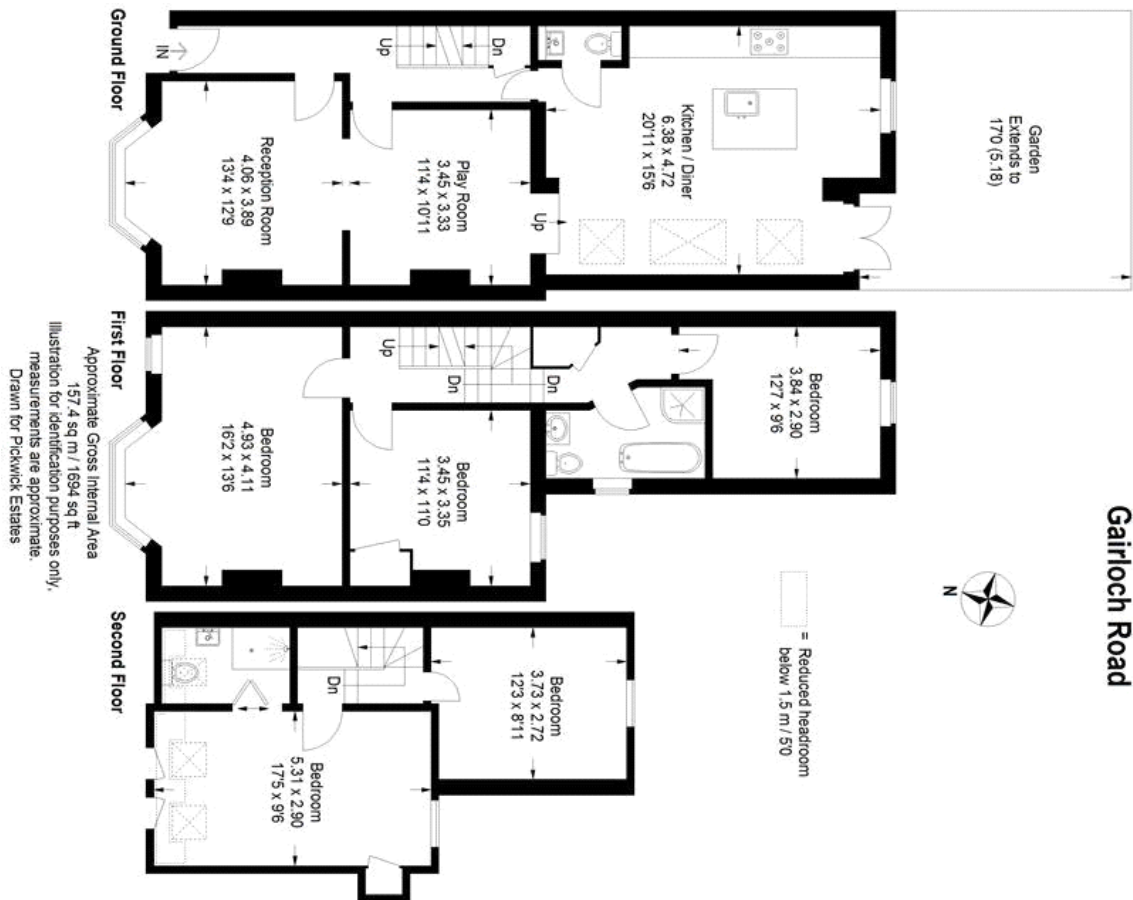 Gairloch Road
N
= Reduced headroom
below 1.5 m / 5'0
Garden
Extends to
17'0 (5.18)
Kitchen / Diner
6.38 x 4.72
20'11 x 15'6
Up
Dn
Up
Play Room
3.45 x 3.33
11'4 x 10'11
Reception Room
4.06 x 3.89
13'4 x 12'9
IN
Ground Floor
Bedroom
3.84 x 2.90
12'7 x 9'6
Dn
Dn
Up
Bedroom
3.45 x 3.35
11'4 x 11'0
Bedroom
4.93 x 4.11
16'2 x 13'6
First Floor
Bedroom
3.73 x 2.72
12'3 x 8'11
Dn
Bedroom
5.31 x 2.90
17'5 x 9'6
Second Floor
Approximate Gross Internal Area
157.4 sq m / 1694 sq ft
Illustration for identification purposes only,
measurements are approximate.
Drawn for Pickwick Estates